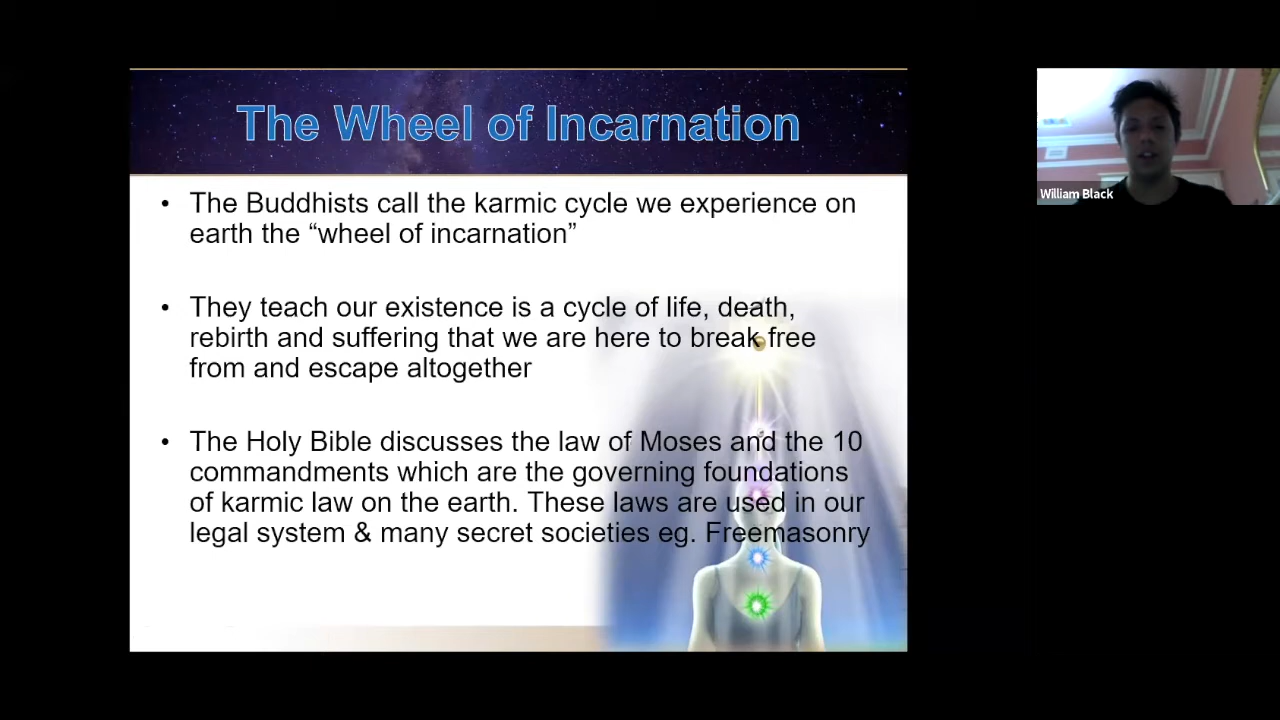 The Wheel of Incarnation
• The Buddhists call the karmic cycle we experience on
earth the “wheel of incarnation”
• They teach our existence is a cycle of life, death,
rebirth and suffering that we are here to break free
from and escape altogether
• The Holy Bible discusses the law of Moses and the 10
commandments which are the governing foundations
of karmic law on the earth. These laws are used in our
legal system & many secret societies eg. Freemasonry
William Black